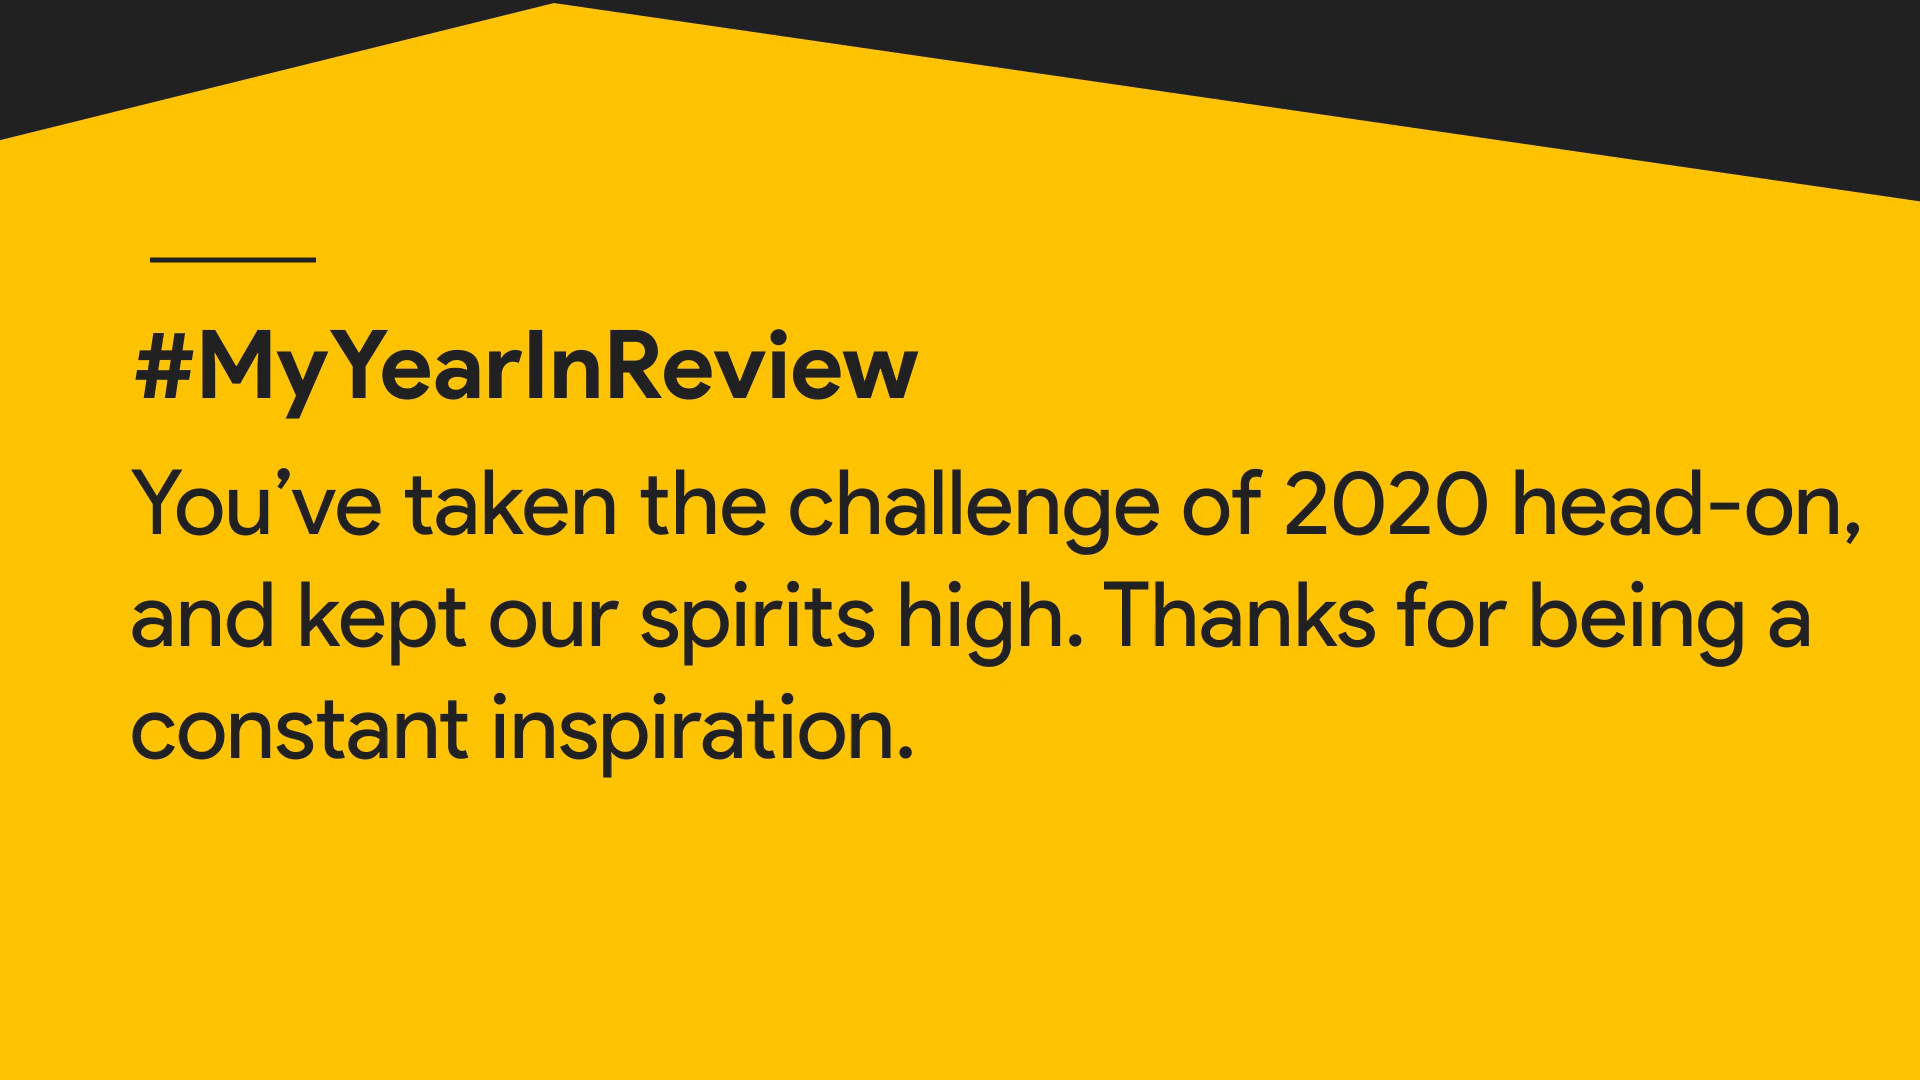 #MyYearInReview
You’ve taken the challenge of 2020 head-on,
and kept our spirits high. Thanks for being a
constant inspiration.